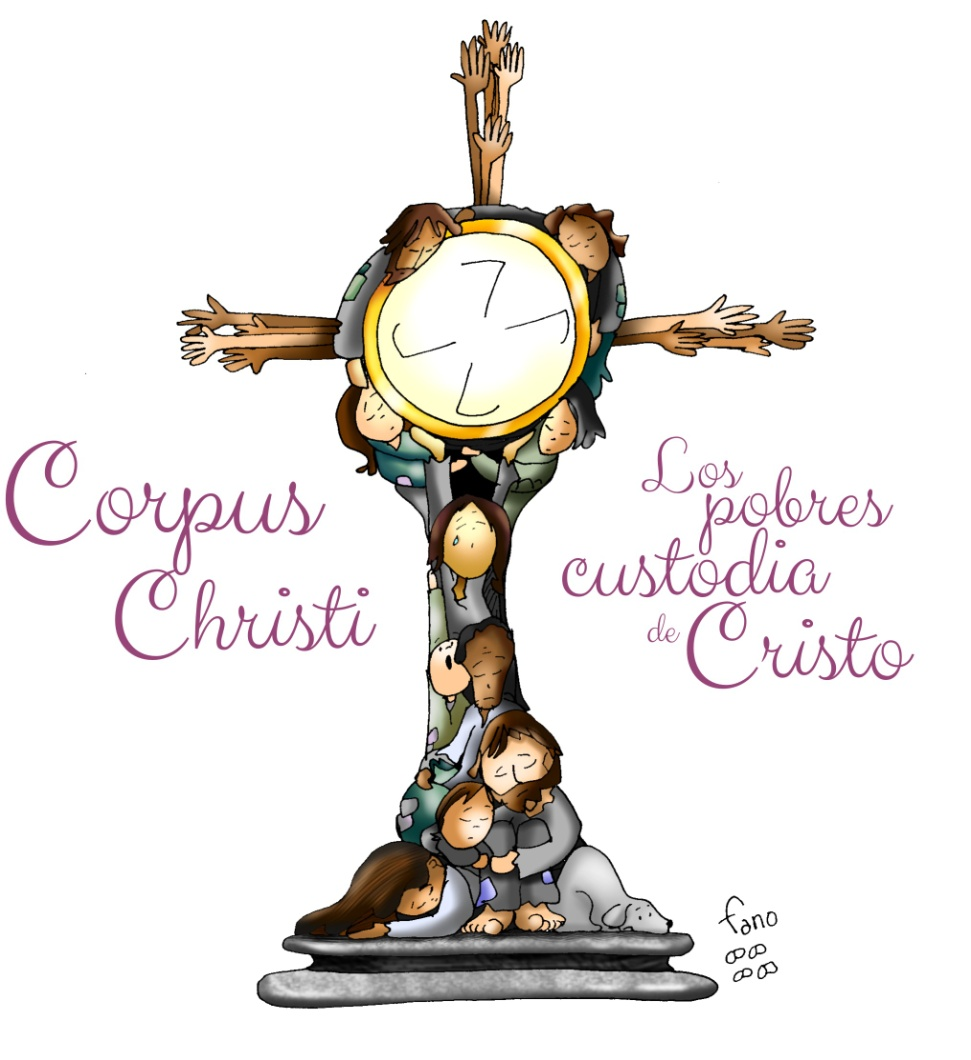 Corpus
Christi
Los
pobres
custodia
de Cristo
fano